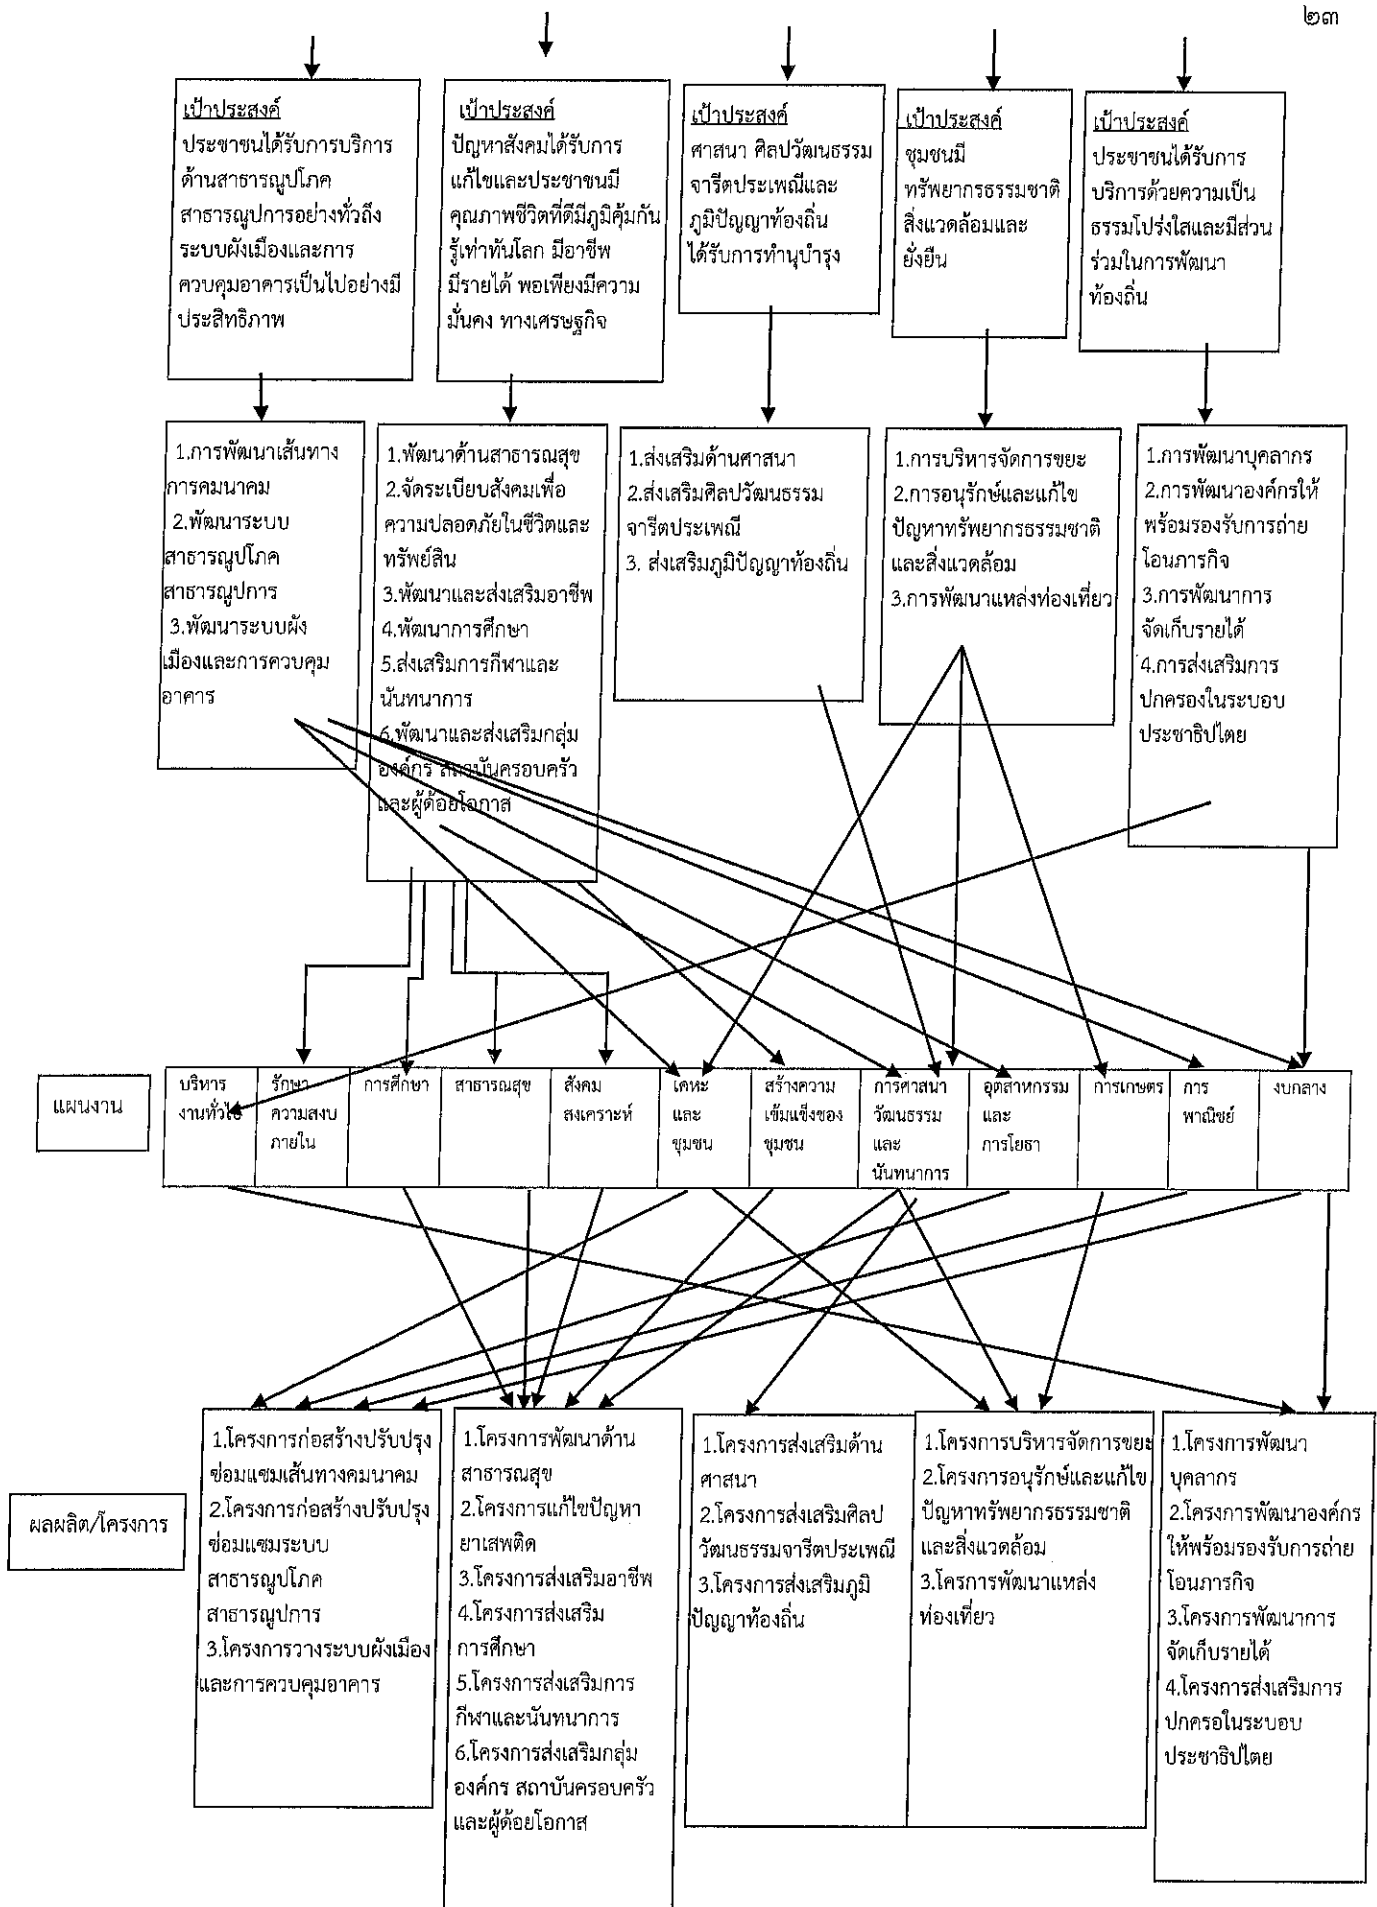 ๒๓
เป้าประสงค์
ประชาชนได้รับการบริการ
ด้านสาธารณูปโภค
สาธารณูปการอย่างทั่วถึง
ระบบผังเมืองและการ
ควบคุมอาคารเป็นไปอย่างมี
ประสิทธิภาพ
เป้าประสงค์
ปัญหาสังคมได้รับการ
แก้ไขและประชาชนมี
คุณภาพชีวิตที่ดีมีภูมิคุ้มกัน
รู้เท่าทันโลก มีอาชีพ
มีรายได้ พอเพียงมีความ
มั่นคง ทางเศรษฐกิจ
เป้าประสงค์
ศาสนา ศิลปวัฒนธรรม
จารีตประเพณีและ
ภูมิปัญญาท้องถิ่น
ได้รับการทำนุบำรุง
เป้าประสงค์
ชุมชนมี
ทรัพยากรธรรมชาติ
สิ่งแวดล้อมและ
ยั่งยืน
เป้าประสงค์
ประชาชนได้รับการ
บริการด้วยความเป็น
ธรรมโปร่งใสและมีส่วน
ร่วมในการพัฒนา
ท้องถิ่น
1.การพัฒนาเส้นทาง
การคมนาคม
2.พัฒนาระบบ
สาธารณูปโภค
สาธารณูปการ
3.พัฒนาระบบผัง
เมืองและการควบคุม
อาคาร
1.พัฒนาด้านสาธารณสุข
2.จัดระเบียบสังคมเพื่อ
ความปลอดภัยในชีวิตและ
ทรัพย์สิน
3.พัฒนาและส่งเสริมอาชีพ
4.พัฒนาการศึกษา
5.ส่งเสริมการกีฬาและ
นันทนาการ
6.พัฒนาและส่งเสริมกลุ่ม
องค์กร สถาบันครอบครัว
และผู้ด้อยโอกาส
1.ส่งเสริมด้านศาสนา
2.ส่งเสริมศิลปวัฒนธรรม
จารีตประเพณี
3. ส่งเสริมภูมิปัญญาท้องถิ่น
1.การบริหารจัดการขยะ
2.การอนุรักษ์และแก้ไข
ปัญหาทรัพยากรธรรมชาติ
และสิ่งแวดล้อม
3.การพัฒนาแหล่งท่องเที่ยว
1.การพัฒนาบุคลากร
2.การพัฒนาองค์กรให้
พร้อมรองรับการถ่าย
โอนภารกิจ
3.การพัฒนาการ
จัดเก็บรายได้
4.การส่งเสริมการ
ปกครองในระบอบ
ประชาธิปไตย
แผนงาน
บริหาร
งานทั่วไป
รักษา
ความสงบ
ภายใน
การศึกษา
สาธารณสุข
สังคม
สงเคราะห์
เคหะ
และ
ชุมชน
สร้างความ
เข้มแข็งของ
ชุมชน
การศาสนา
วัฒนธรรม
และ
นันทนาการ
อุตสาหกรรม
และ
การโยธา
การเกษตร
การ
พาณิชย์
งบกลาง
ผลผลิต/โครงการ
1.โครงการก่อสร้างปรับปรุง
ซ่อมแซมเส้นทางคมนาคม
2.โครงการก่อสร้างปรับปรุง
ซ่อมแซมระบบ
สาธารณูปโภค
สาธารณูปการ
3.โครงการวางระบบผังเมือง
และการควบคุมอาคาร
1.โครงการพัฒนาด้าน
สาธารณสุข
2.โครงการแก้ไขปัญหา
ยาเสพติด
3.โครงการส่งเสริมอาชีพ
4.โครงการส่งเสริม
การศึกษา
5.โครงการส่งเสริมการ
กีฬาและนันทนาการ
6.โครงการส่งเสริมกลุ่ม
องค์กร สถาบันครอบครัว
และผู้ด้อยโอกาส
1.โครงการส่งเสริมด้าน
ศาสนา
2.โครงการส่งเสริมศิลป
วัฒนธรรมจารีตประเพณี
3.โครงการส่งเสริมภูมิ
ปัญญาท้องถิ่น
1.โครงการบริหารจัดการขยะ
2.โครงการอนุรักษ์และแก้ไข
ปัญหาทรัพยากรธรรมชาติ
และสิ่งแวดล้อม
3.โครการพัฒนาแหล่ง
ท่องเที่ยว
1.โครงการพัฒนา
บุคลากร
2.โครงการพัฒนาองค์กร
ให้พร้อมรองรับการถ่าย
โอนภารกิจ
3.โครงการพัฒนาการ
จัดเก็บรายได้
4.โครงการส่งเสริมการ
ปกครอในระบอบ
ประชาธิปไตย